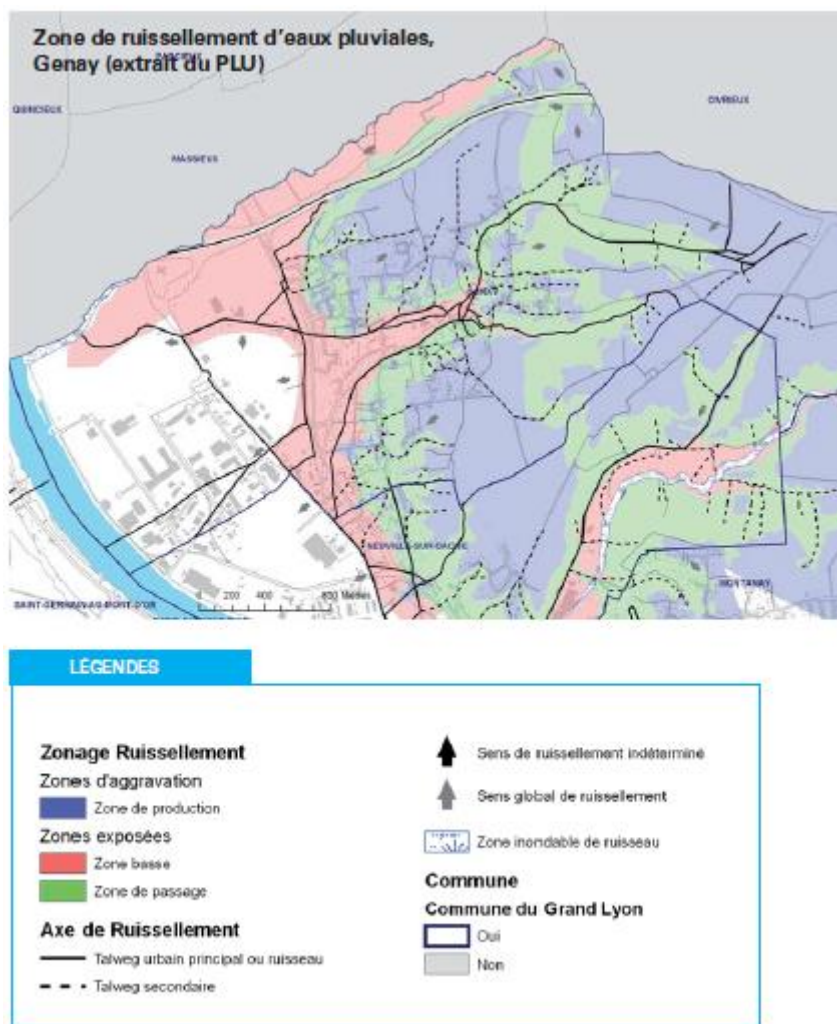 Zone de ruissellement d'eaux pluviales,
Genay (extrait du PLU)
QUINCIEUX
CIVRIEUX
MASSIEUX
NEUVILLE-SUR-SAONE
MONTANAY
SAINT-GERMAIN-AU-MONT-D'OR
0 200 400 800 Mètres
LÉGENDES
Zonage Ruissellement
Zones d'aggravation
Zone de production
Zones exposées
Zone basse
Zone de passage
Axe de Ruissellement
Talweg urbain principal ou ruisseau
Talweg secondaire
Sens de ruissellement indéterminé
Sens global de ruissellement
Zone inondable de ruisseau
Commune
Commune du Grand Lyon
Oui
Non